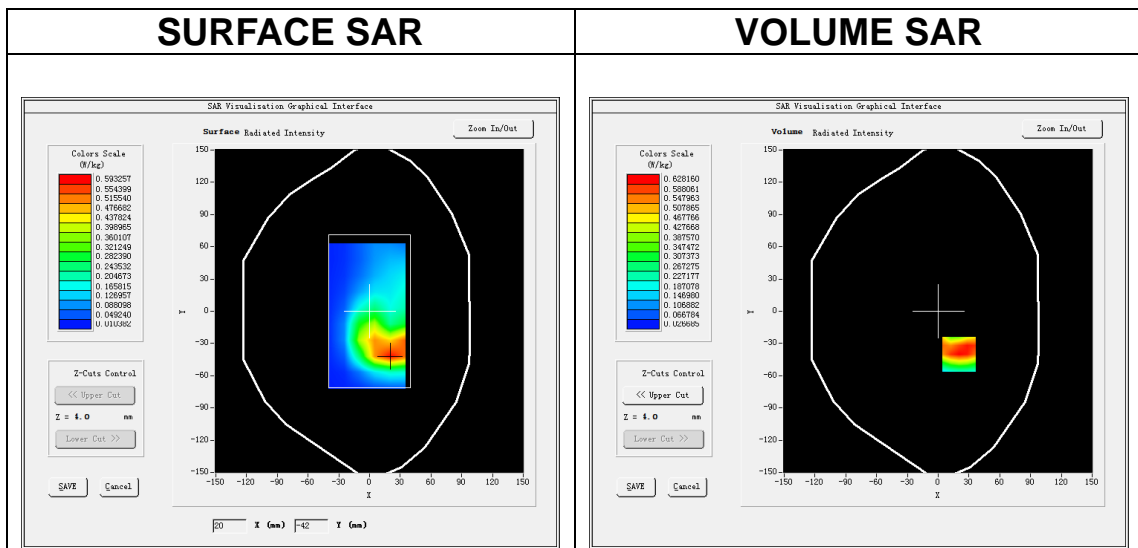 SURFACE SAR
VOLUME SAR
SAR Visualisation Graphical Interface
Surface Radiated Intensity
Zoom In/Out
Colors Scale
(W/kg)
0.593257
0.554399
0.515540
0.476682
0.437824
0.398965
0.360107
0.321249
0.282390
0.243532
0.204673
0.165815
0.126957
0.088098
0.049240
0.010382
Z-Cuts Control
<< Upper Cut
Z = 4.0 mm
Lower Cut >>
SAVE
Cancel
150
120
90
60
30
0
-30
-60
-90
-120
-150
Y
-150 -120 -90 -60 -30 0 30 60 90 120 150
X
20 X (mm) -42 Y (mm)
SAR Visualisation Graphical Interface
Volume Radiated Intensity
Zoom In/Out
Colors Scale
(W/kg)
0.628160
0.588061
0.547963
0.507865
0.467766
0.427668
0.387570
0.347472
0.307373
0.267275
0.227177
0.187078
0.146980
0.106882
0.066784
0.026685
Z-Cuts Control
<< Upper Cut
Z = 4.0 mm
Lower Cut >>
SAVE
Cancel
150
120
90
60
30
0
-30
-60
-90
-120
-150
Y
-150 -120 -90 -60 -30 0 30 60 90 120 150
X